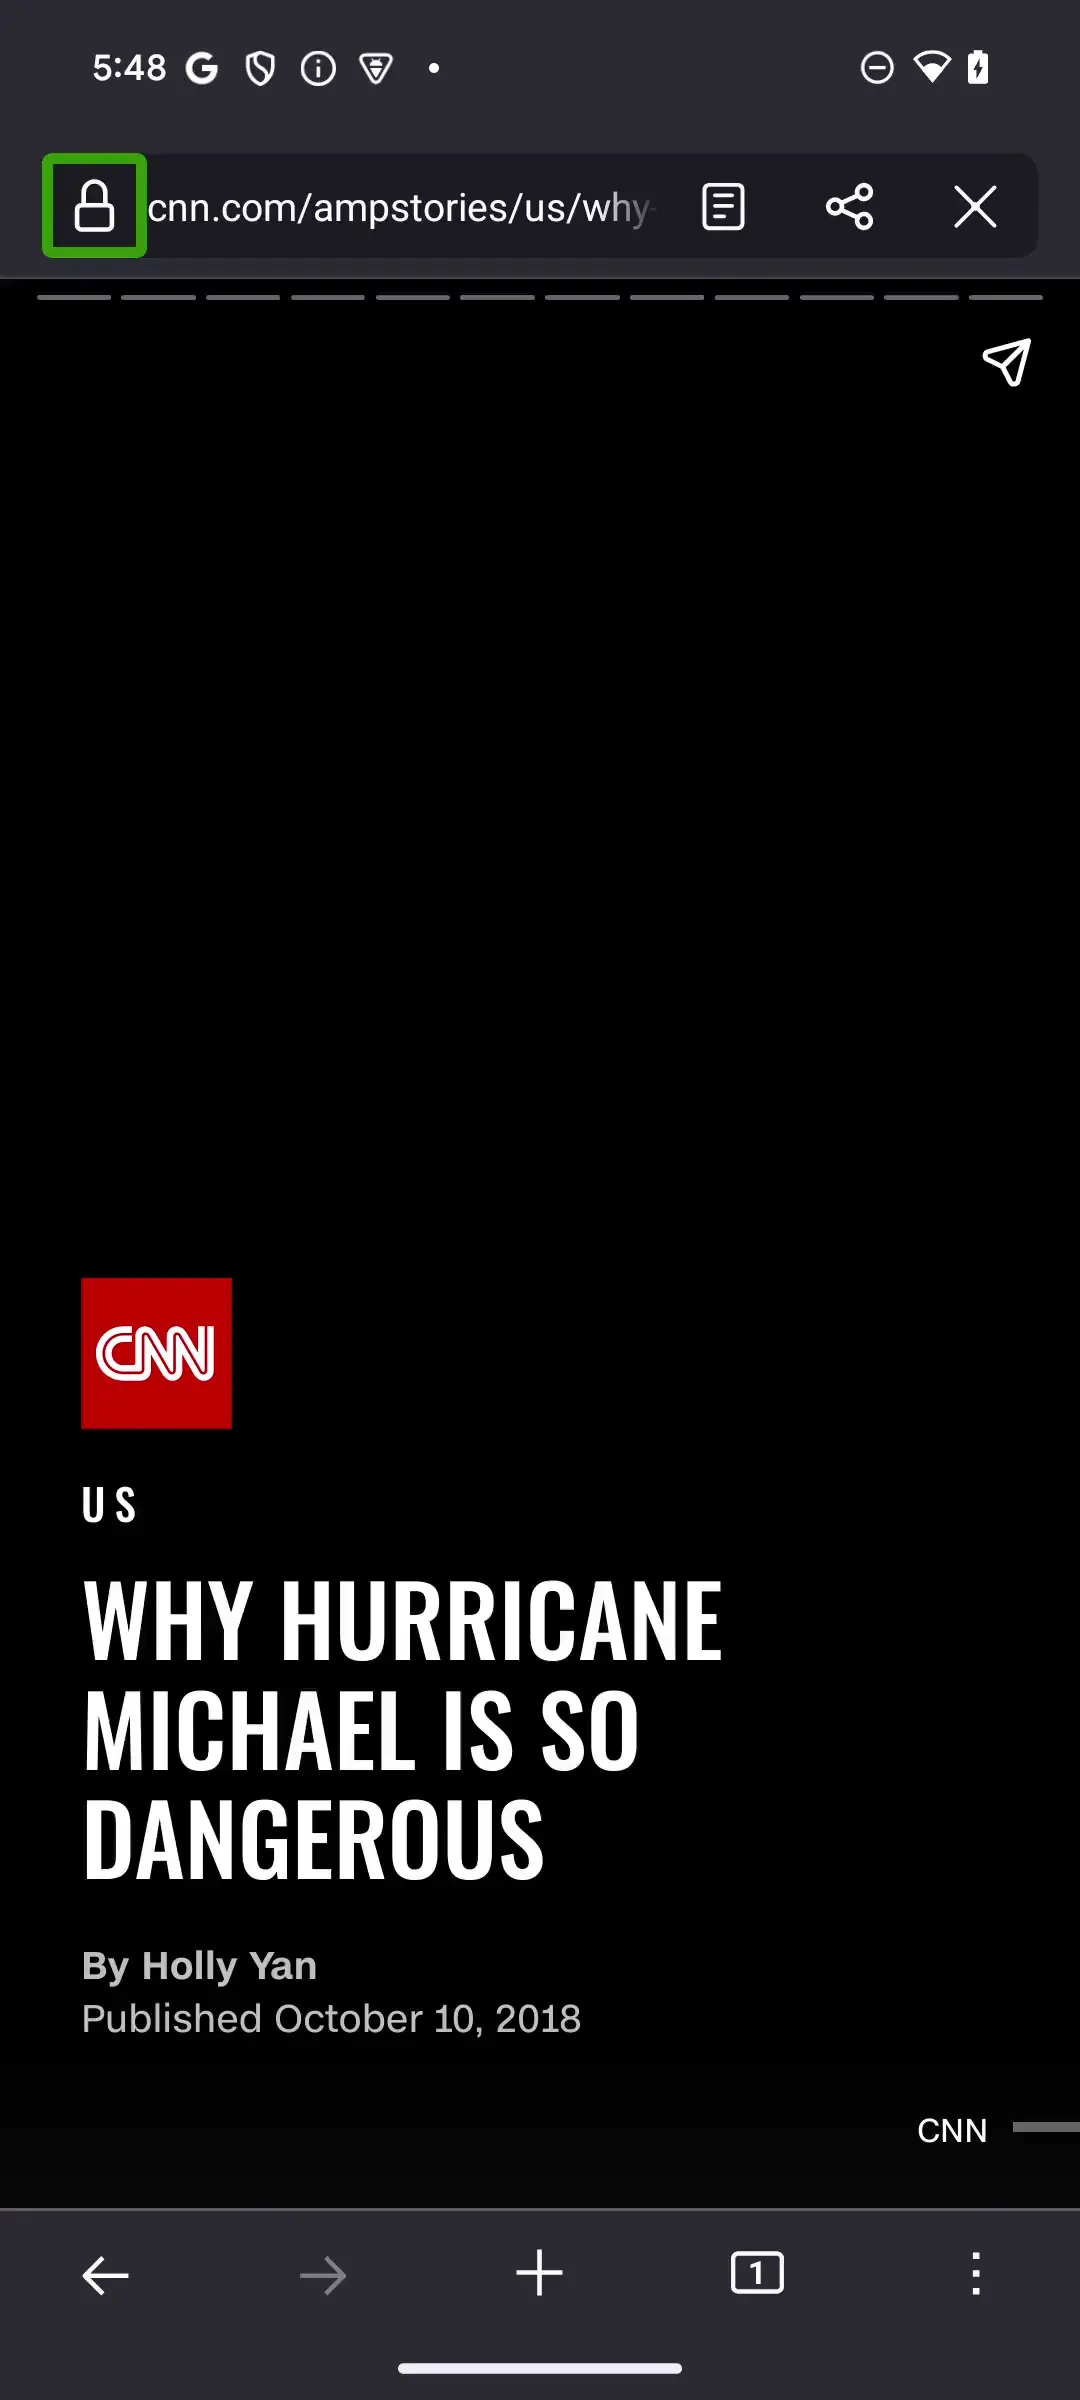 5:48
cnn.com/ampstories/us/why-
CNN
US
WHY HURRICANE
MICHAEL IS SO
DANGEROUS
By Holly Yan
Published October 10, 2018
CNN
1